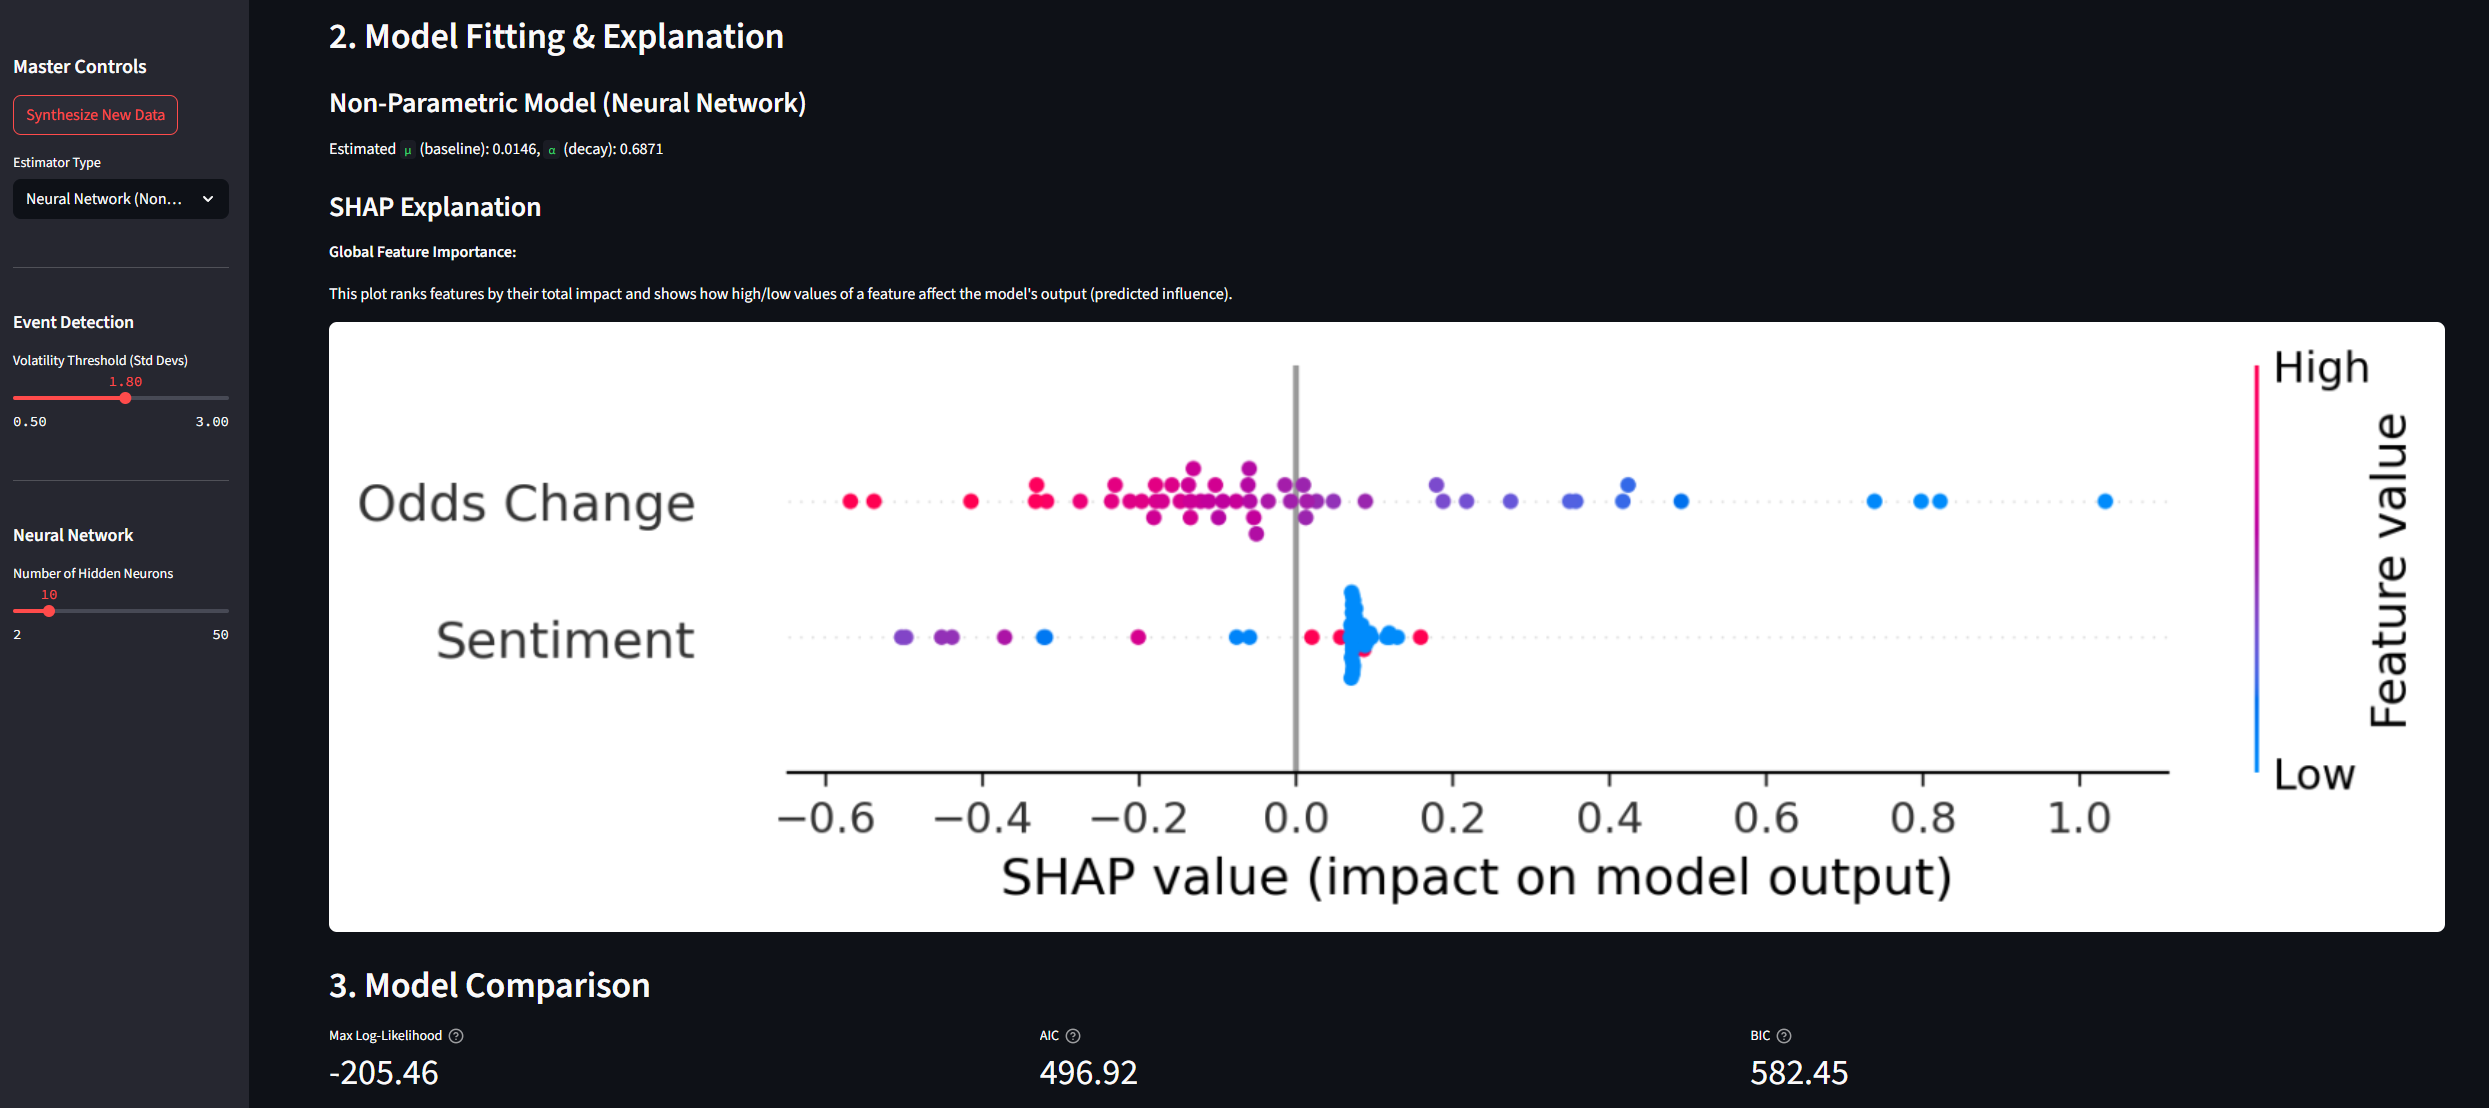 Master Controls
Synthesize New Data
Estimator Type
Neural Network (Non...
Event Detection
Volatility Threshold (Std Devs)
1.80
0.50 3.00
Neural Network
Number of Hidden Neurons
10
2 50
2. Model Fitting & Explanation
Non-Parametric Model (Neural Network)
Estimated μ (baseline): 0.0146, α (decay): 0.6871
SHAP Explanation
Global Feature Importance:
This plot ranks features by their total impact and shows how high/low values of a feature affect the model's output (predicted influence).
High
Odds Change
Sentiment
Feature value
Low
−0.6 −0.4 −0.2 0.0 0.2 0.4 0.6 0.8 1.0
SHAP value (impact on model output)
3. Model Comparison
Max Log-Likelihood ? AIC ? BIC ?
-205.46 496.92 582.45